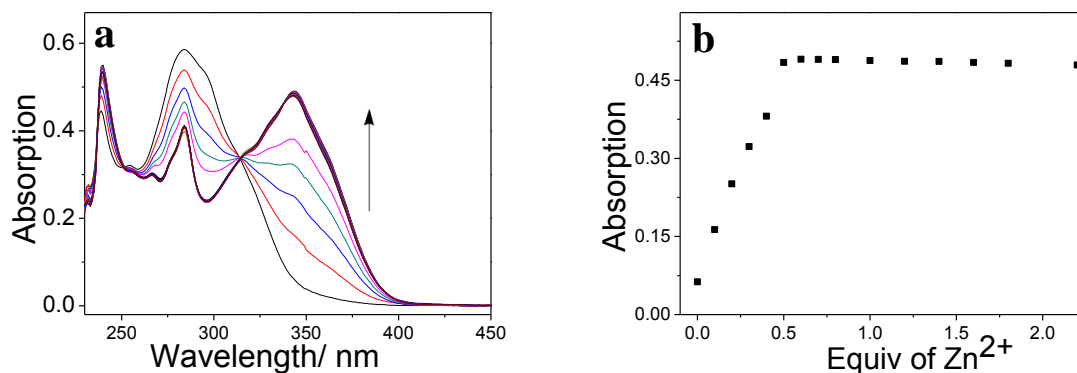 a
Absorption
0.6
0.4
0.2
0.0
250 300 350 400 450
Wavelength/ nm
b
Absorption
0.45
0.30
0.15
0.00
0.0 0.5 1.0 1.5 2.0
Equiv of Zn²⁺